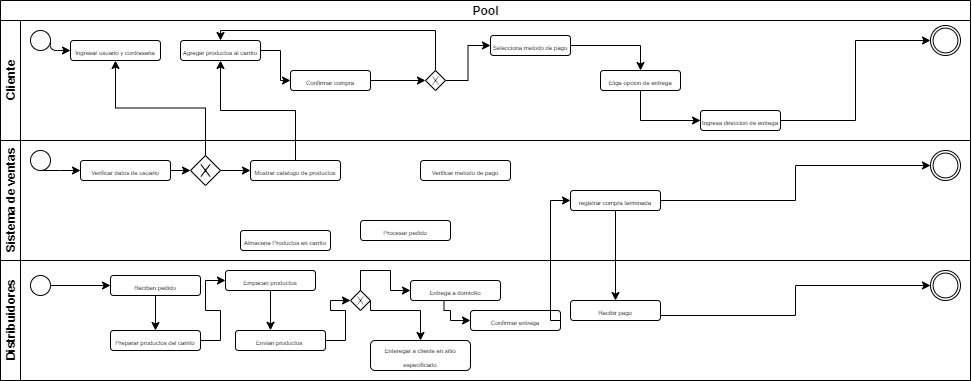 Pool
Cliente
Ingresar usuario y contraseña
Agregar productos al carrito
Confirmar compra
X
Selecciona metodo de pago
Elige opcion de entrega
Ingresa direccion de entrega
Sistema de ventas
Verificar datos de usuario
X
Mostrar catalogo de productos
Verificar metodo de pago
Almacena Productos en carrito
Procesar pedido
registrar compra terminada
Distribuidores
Reciben pedido
Preparar productos del carrito
Empacan productos
Envian productos
X
Entrega a domicilio
Confirmar entrega
Enteregar a cliente en sitio
especificado
Recibir pago